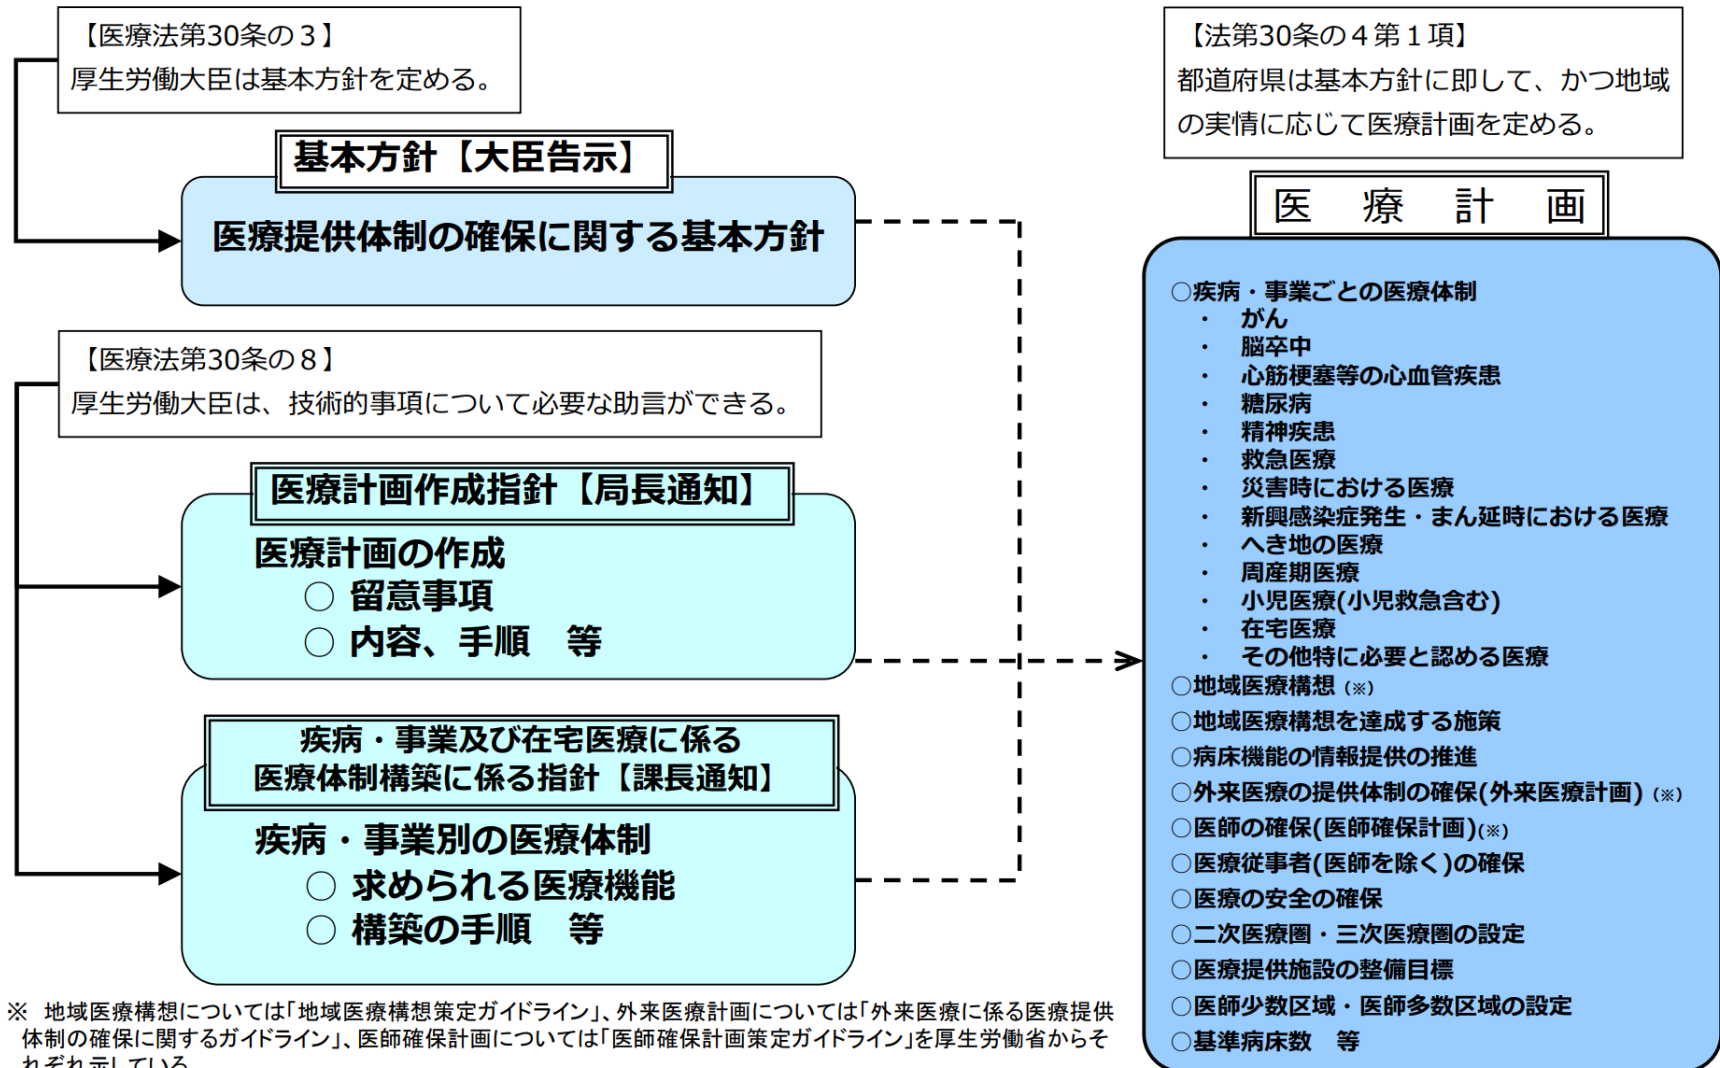 【医療法第30条の３】
厚生労働大臣は基本方針を定める。
基本方針【大臣告示】
医療提供体制の確保に関する基本方針
【医療法第30条の８】
厚生労働大臣は、技術的事項について必要な助言ができる。
医療計画作成指針【局長通知】
医療計画の作成
○ 留意事項
○ 内容、手順　等
疾病・事業及び在宅医療に係る
医療体制構築に係る指針【課長通知】
疾病・事業別の医療体制
○ 求められる医療機能
○ 構築の手順　等
【法第30条の４第１項】
都道府県は基本方針に即して、かつ地域
の実情に応じて医療計画を定める。
医　療　計　画
○疾病・事業ごとの医療体制
・　がん
・　脳卒中
・　心筋梗塞等の心血管疾患
・　糖尿病
・　精神疾患
・　救急医療
・　災害時における医療
・　新興感染症発生・まん延時における医療
・　へき地の医療
・　周産期医療
・　小児医療(小児救急含む)
・　在宅医療
・　その他特に必要と認める医療
○地域医療構想（※）
○地域医療構想を達成する施策
○病床機能の情報提供の推進
○外来医療の提供体制の確保(外来医療計画)（※）
○医師の確保(医師確保計画)(※)
○医療従事者(医師を除く)の確保
○医療の安全の確保
○二次医療圏・三次医療圏の設定
○医療提供施設の整備目標
○医師少数区域・医師多数区域の設定
○基準病床数　等
※　地域医療構想については「地域医療構想策定ガイドライン」、外来医療計画については「外来医療に係る医療提供
体制の確保に関するガイドライン」、医師確保計画については「医師確保計画策定ガイドライン」を厚生労働省からそ
れぞれ示している